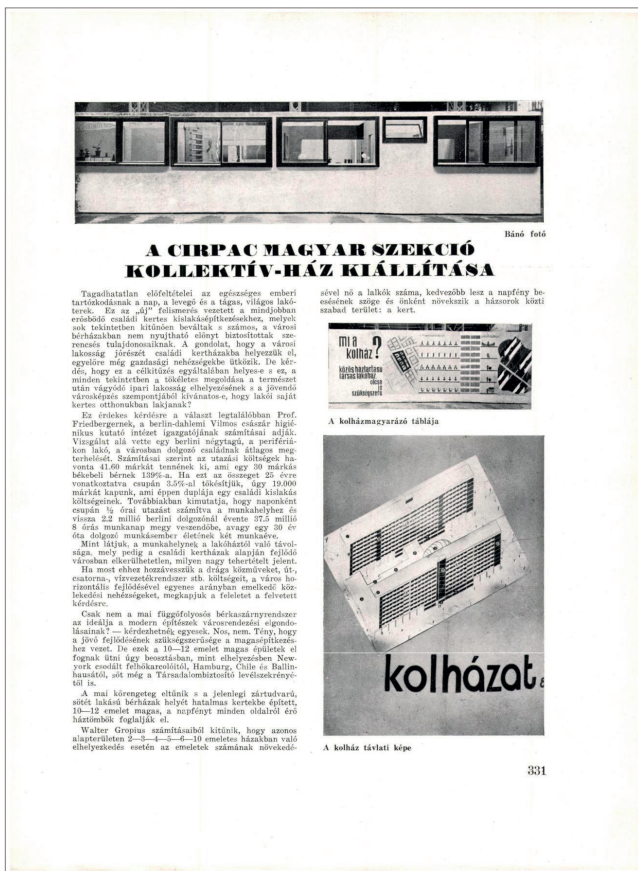 Bánó fotó
A CIRPAC MAGYAR SZEKCIÓ
KOLLEKTÍV-HÁZ KIÁLLÍTÁSA
Tagadhatatlan előfeltételei az egészséges emberi
tartózkodásnak a nap, a levegő és a tágas, világos lakó-
terek. Ez az „új" felismerés vezetett a mindjobban
erősbödő családi kertes kislakásépítkezésekhez, melyek
sok tekintetben kitünően beváltak s számos, a városi
bérházakban nem nyujtható előnyt biztosítottak sze-
rencsés tulajdonosaiknak. A gondolat, hogy a városi
lakosság jórészét családi kertházakba helyezzük el,
egyelőre még gazdasági nehézségekbe ütközik. De kér-
dés, hogy ez a célkitűzés egyáltalában helyes-e s ez, a
minden tekintetben a tökéletes megoldása a természet
után vágyódó ipari lakosság elhelyezésének s a jövendő
városképzés szempontjából kívánatos-e, hogy lakói saját
kertes otthonukban lakjanak?
Ez érdekes kérdésre a választ legtalálóbban Prof.
Friedbergernek, a berlin-dahlemi Vilmos császár higié-
nikus kutató intézet igazgatójának számításai adják.
Vizsgálat alá vette egy berlini négytagú, a perifériá-
kon lakó, a városban dolgozó családnak átlagos meg-
terhelését. Számításai szerint az utazási költségek ha-
vonta 41.60 márkát tennének ki, ami egy 30 márkás
békebeli bérnek 139%-a. Ha ezt az összeget 25 évre
vonatkoztatva csupán 3.5%-al tőkésítjük, úgy 19.000
márkát kapunk, ami éppen duplája egy családi kislakás
költségeinek. Továbbiakban kimutatja, hogy naponként
csupán ½ órai utazást számítva a munkahelyhez és
vissza 2.2 millió berlini dolgozónál évente 37.5 millió
8 órás munkanap megy veszendőbe, avagy egy 30 év
óta dolgozó munkásember életének két munkaéve.
Mint látjuk, a munkahelynek a lakóháztól való távol-
sága, mely pedig a családi kertházak alapján fejlődő
városban elkerülhetetlen, milyen nagy tehertételt jelent.
Ha most ehhez hozzávesszük a drága közműveket, út-,
csatorna-, vízvezetékrendszer stb. költségeit, a város ho-
rizontális fejlődésével egyenes arányban emelkedő köz-
lekedési nehézségeket, megkapjuk a feleletet a felvetett
kérdésre.
Csak nem a mai függőfolyosós bérkaszárnyrendszer
az ideálja a modern építészek városrendezési elgondo-
lásainak? — kérdezhetnék egyesek. Nos, nem. Tény, hogy
a jövő fejlődésének szükségszerűsége a magasépítkezés-
hez vezet. De ezek a 10—12 emelet magas épületek el
fognak ütni úgy beosztásban, mint elhelyezésben New-
york csodált felhőkarcolóitól, Hamburg, Chile és Ballin-
hausától, sőt még a Társadalombiztosító levélszekrényé-
től is.
A mai körengeteg eltűnik s a jelenlegi zártudvarú,
sötét lakású bérházak helyét hatalmas kertekbe épített,
10—12 emelet magas, a napfényt minden oldalról érő
háztömbök foglalják el.
Walter Gropius számításaiból kitűnik, hogy azonos
alapterületen 2—3—4—5—6—10 emeletes házakban való
elhelyezkedés esetén az emeletek számának növekedé-
sével nő a lalkók száma, kedvezőbb lesz a napfény be-
esésének szöge és önként növekszik a házsorok közti
szabad terület: a kert.
mi a
kolház?
közös háztartású
társas lakóház
olcsó
jó
szükségszerű
A kolházmagyarázó táblája
kolházat
A kolház távlati képe
331